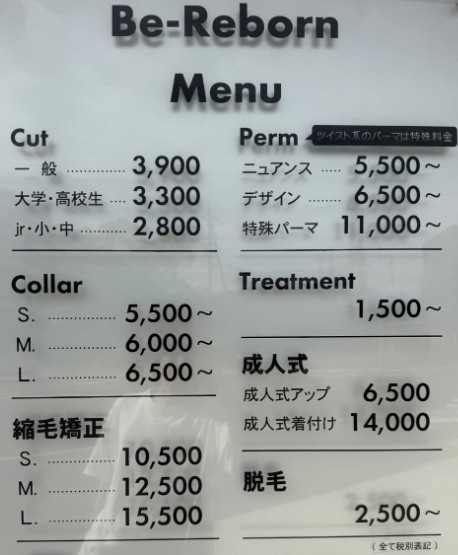 Be-Reborn
Menu
Cut
一 般 ............... 3,900
大学・高校生 .... 3,300
jr・小・中 ........... 2,800
Collar
S. ................. 5,500～
M. ................. 6,000～
L. ................. 6,500～
縮毛矯正
S. ................. 10,500
M. ................. 12,500
L. ................. 15,500
Perm ツイスト系のパーマは特殊料金
ニュアンス ..... 5,500～
デザイン ........ 6,500～
特殊パーマ 11,000～
Treatment
1,500～
成人式
成人式アップ 6,500
成人式着付け 14,000
脱毛
2,500～
（全て税別表記）